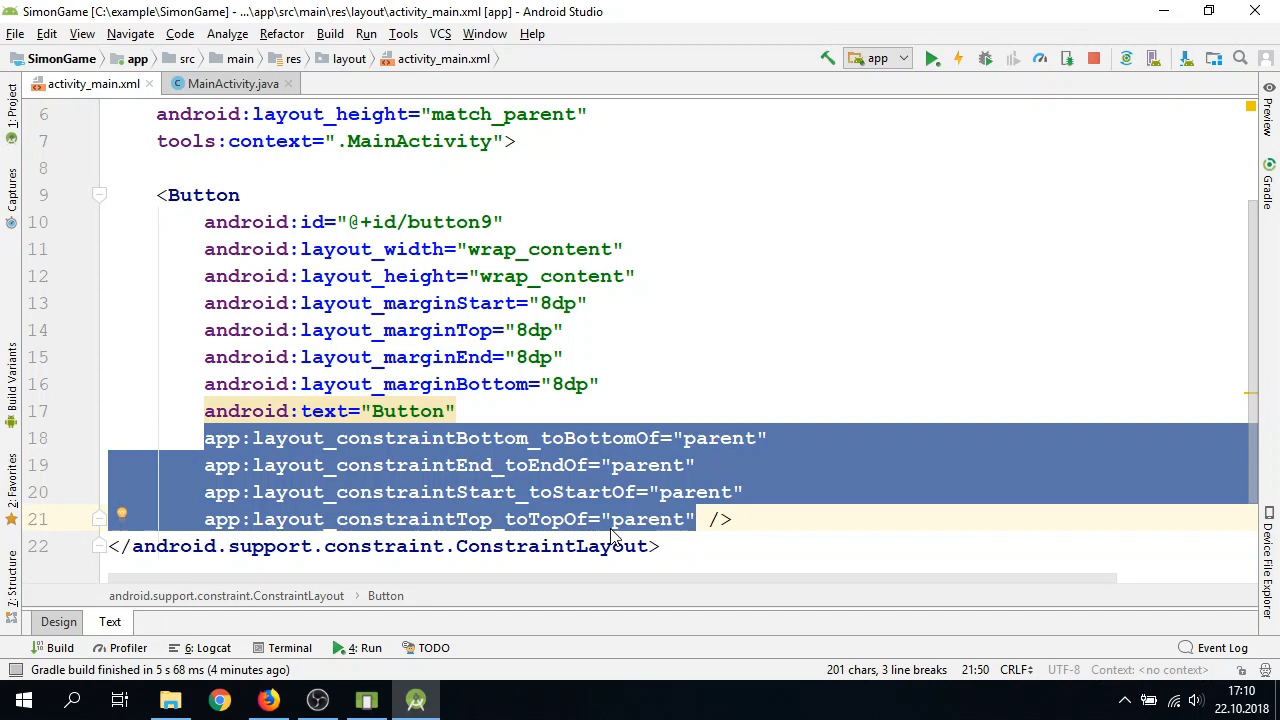 SimonGame [C:\example\SimonGame] - ...\app\src\main\res\layout\activity_main.xml [app] - Android Studio
File Edit View Navigate Code Analyze Refactor Build Run Tools VCS Window Help
SimonGame app src main res layout activity_main.xml app
activity_main.xml MainActivity.java
1: Project
Captures
Build Variants
2: Favorites
7: Structure
6 android:layout_height="match_parent"
7 tools:context=".MainActivity">
8
9 <Button
10 android:id="@+id/button9"
11 android:layout_width="wrap_content"
12 android:layout_height="wrap_content"
13 android:layout_marginStart="8dp"
14 android:layout_marginTop="8dp"
15 android:layout_marginEnd="8dp"
16 android:layout_marginBottom="8dp"
17 android:text="Button"
18 app:layout_constraintBottom_toBottomOf="parent"
19 app:layout_constraintEnd_toEndOf="parent"
20 app:layout_constraintStart_toStartOf="parent"
21 app:layout_constraintTop_toTopOf="parent" />
22 </android.support.constraint.ConstraintLayout>
Preview
Gradle
Device File Explorer
android.support.constraint.ConstraintLayout Button
Design Text
Build Profiler 6: Logcat Terminal 4: Run TODO Event Log
Gradle build finished in 5 s 68 ms (4 minutes ago) 201 chars, 3 line breaks 21:50 CRLF UTF-8 Context: <no context>
17:10
22.10.2018